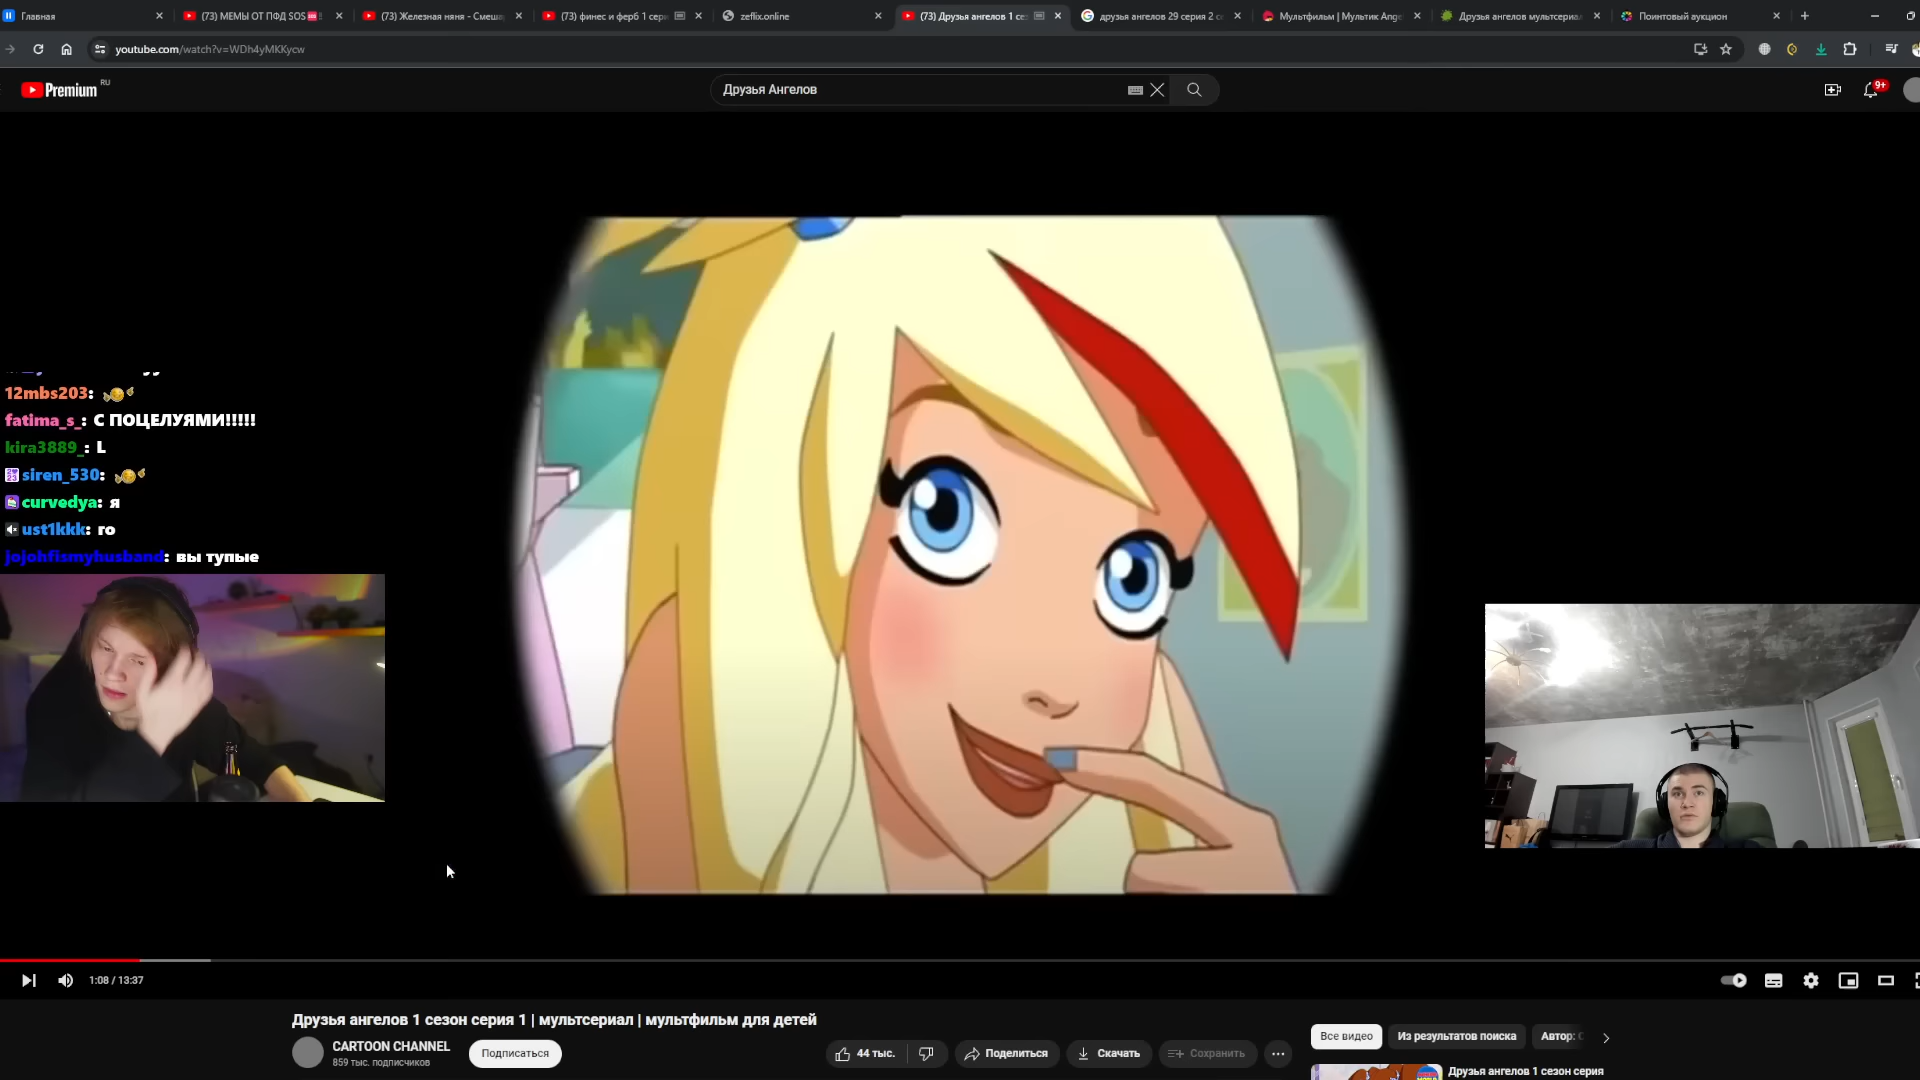 Главная
(73) МЕМЫ ОТ ПФД SOS
(73) Железная няня - Смеш
(73) финес и ферб 1 сери
zeflix.online
(73) Друзья ангелов 1 се
друзья ангелов 29 серия 2 с
Мультфильм | Мультик Ange
Друзья ангелов мультсериа
Поинтовый аукцион
youtube.com/watch?v=WDh4yMKKycw
Premium RU
Друзья Ангелов
9+
12mbs203:
fatima_s_: С ПОЦЕЛУЯМИ!!!!!
kira3889_: L
siren_530:
curvedya: я
ust1kkk: го
jojohfismyhusband: вы тупые
1:08 / 13:37
Друзья ангелов 1 сезон серия 1 | мультсериал | мультфильм для детей
CARTOON CHANNEL
859 тыс. подписчиков
Подписаться
44 тыс.
Поделиться
Скачать
Сохранить
Все видео
Из результатов поиска
Автор: C
Друзья ангелов 1 сезон серия